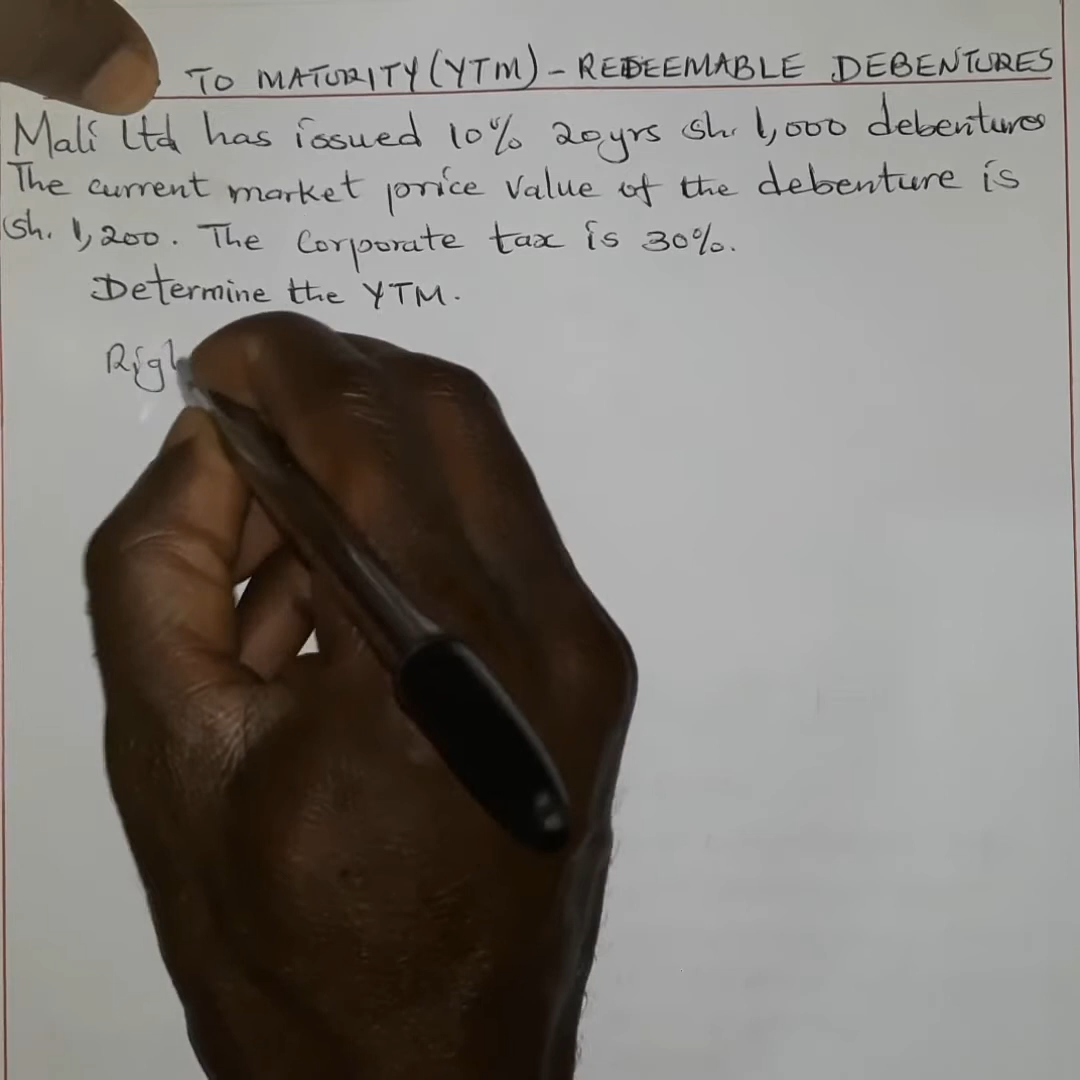 TO MATURITY (YTM) - REDEEMABLE DEBENTURES
Mali Ltd has issued 10% 20yrs sh. 1,000 debentures
The current market price value of the debenture is
sh. 1,200. The corporate tax is 30%.
Determine the YTM.